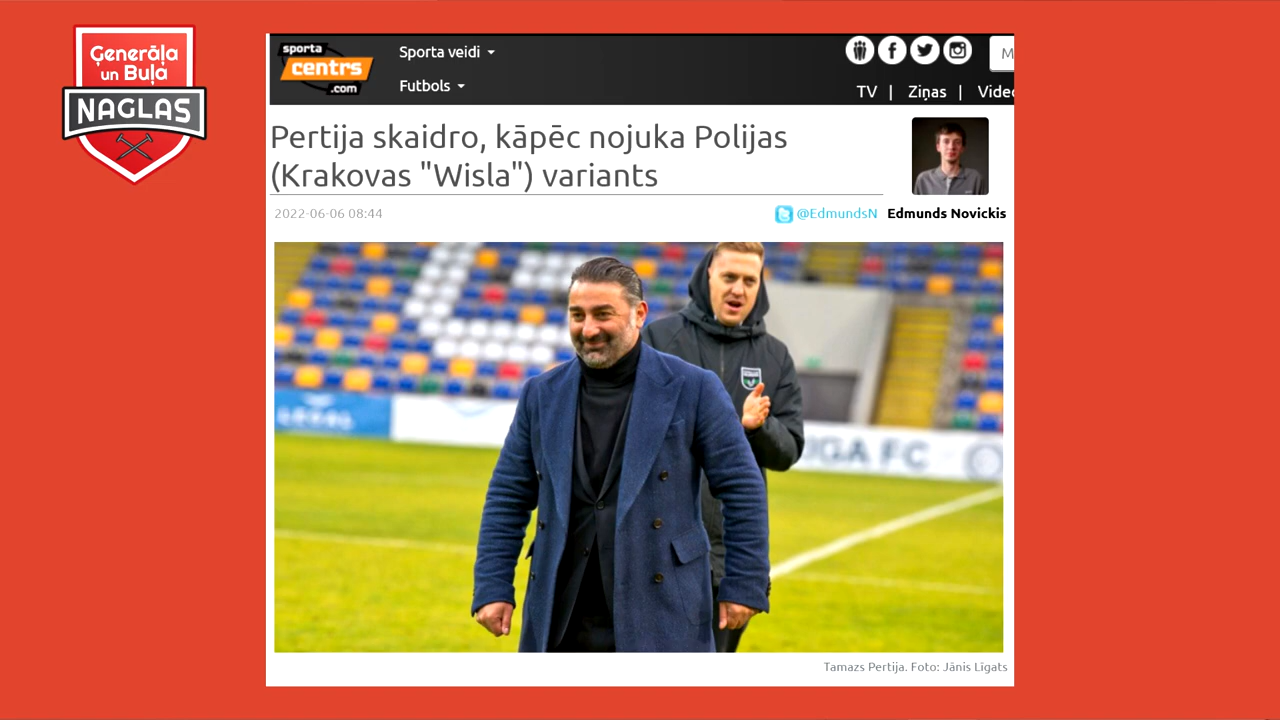 Ģenerāļa
un Buļa
NAGLAS
sporta
centrs
.com
Sporta veidi
Futbols
TV | Ziņas | Video
Pertija skaidro, kāpēc nojuka Polijas
(Krakovas "Wisla") variants
2022-06-06 08:44
@EdmundsN Edmunds Novickis
LEGAL
FC
Tamazs Pertija. Foto: Jānis Līgats